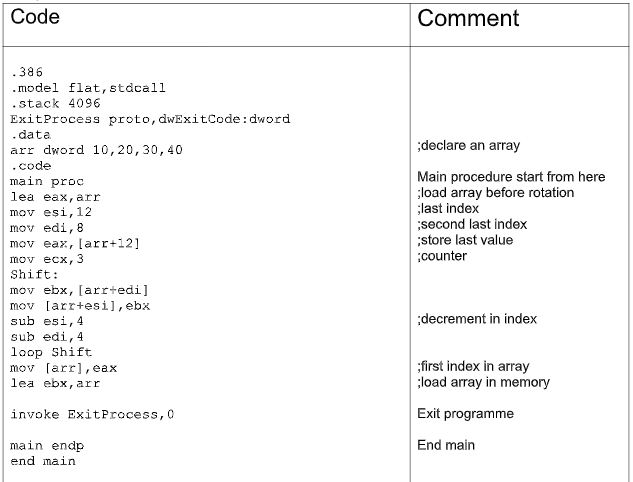 Code Comment
.386
.model flat,stdcall
.stack 4096
ExitProcess proto,dwExitCode:dword
.data
arr dword 10,20,30,40 ;declare an array
.code
main proc Main procedure start from here
lea eax,arr ;load array before rotation
mov esi,12 ;last index
mov edi,8 ;second last index
mov eax,[arr+12] ;store last value
mov ecx,3 ;counter
Shift:
mov ebx,[arr+edi]
mov [arr+esi],ebx
sub esi,4 ;decrement in index
sub edi,4
loop Shift
mov [arr],eax ;first index in array
lea ebx,arr ;load array in memory
invoke ExitProcess,0 Exit programme
main endp End main
end main